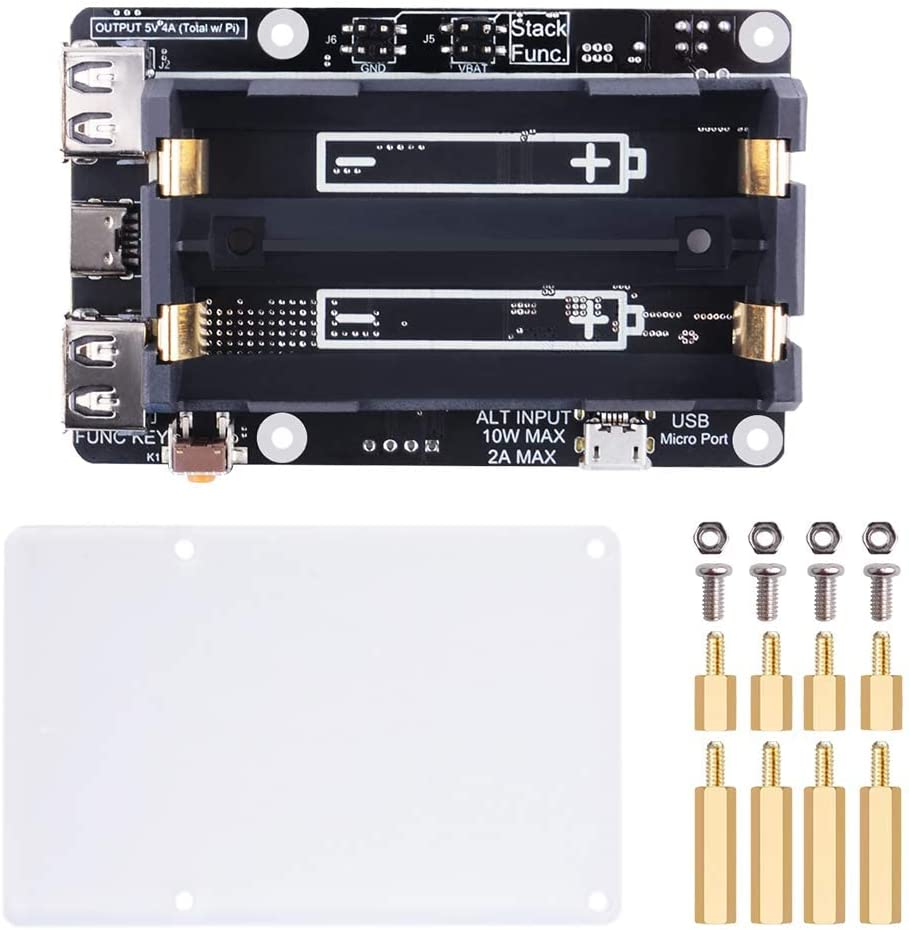 OUTPUT 5V 4A (Total w/ Pi)
J2
J6
GND
J5
VBAT
Stack
Func.
FUNC KEY
K1
ALT INPUT
10W MAX
2A MAX
USB
Micro Port